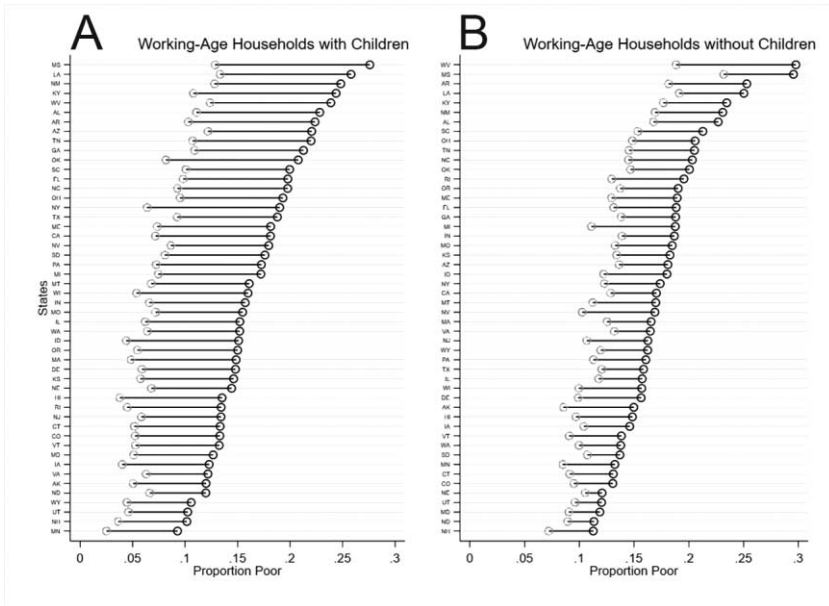 A
Working-Age Households with Children
States
MS
LA
NM
KY
WV
AL
AR
AZ
TN
GA
OK
SC
FL
NC
OH
NY
TX
ME
CA
NV
SD
PA
MI
MT
WI
IN
MO
IL
WA
ID
OR
MA
DE
KS
NE
HI
RI
NJ
CT
CO
VT
MD
IA
VA
AK
ND
WY
UT
NH
MN
0 .05 .1 .15 .2 .25 .3
Proportion Poor
B
Working-Age Households without Children
WV
MS
AR
LA
KY
NM
AL
SC
OH
TN
NC
OK
RI
OR
ME
FL
GA
MI
IN
MO
KS
AZ
ID
NY
CA
MT
NV
MA
VA
NJ
WY
PA
TX
IL
WI
DE
AK
HI
IA
VT
WA
SD
MN
CT
CO
NE
UT
MD
ND
NH
0 .05 .1 .15 .2 .25 .3
Proportion Poor